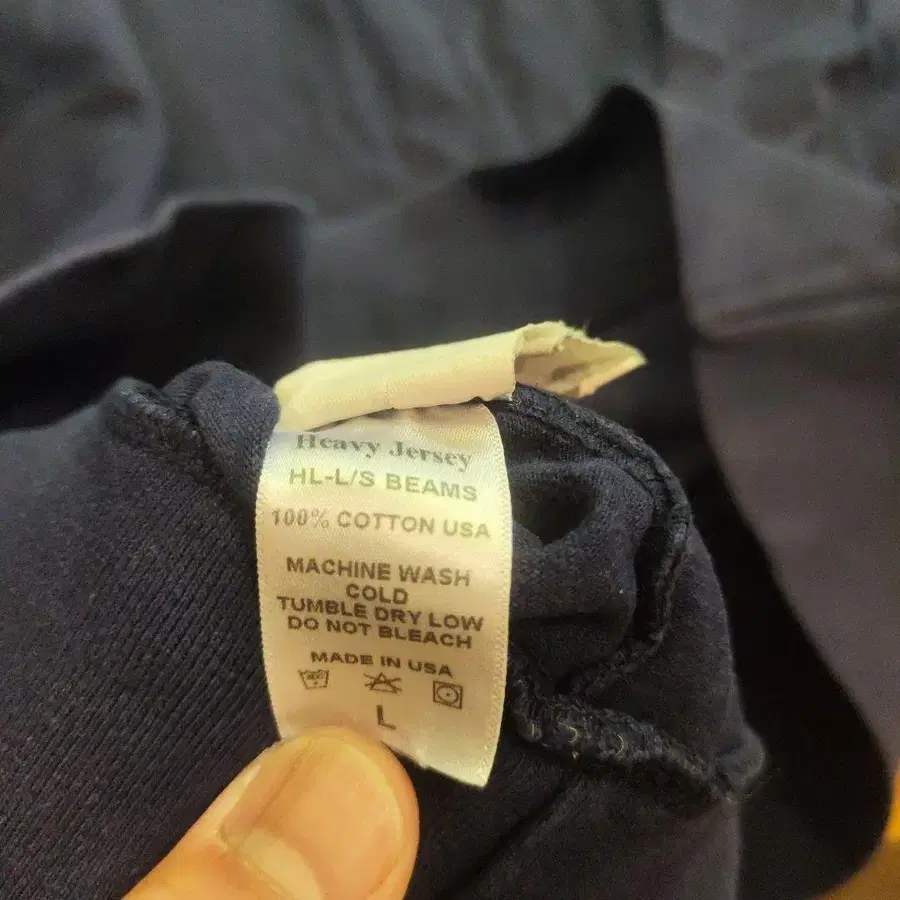 Heavy Jersey
HL-L/S BEAMS
100% COTTON USA
MACHINE WASH
COLD
TUMBLE DRY LOW
DO NOT BLEACH
MADE IN USA
L